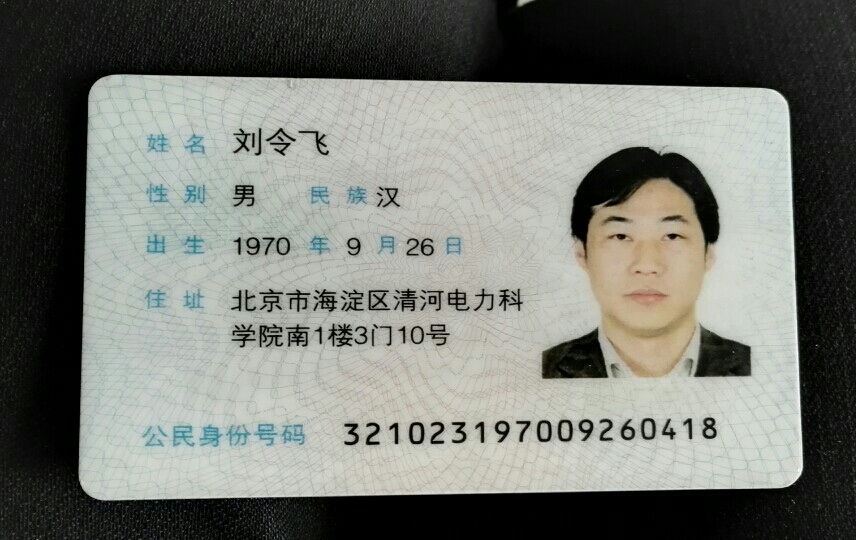 姓名 刘令飞
性别 男 民族 汉
出生 1970 年 9 月 26 日
住址 北京市海淀区清河电力科
学院南1楼3门10号
公民身份号码 321023197009260418